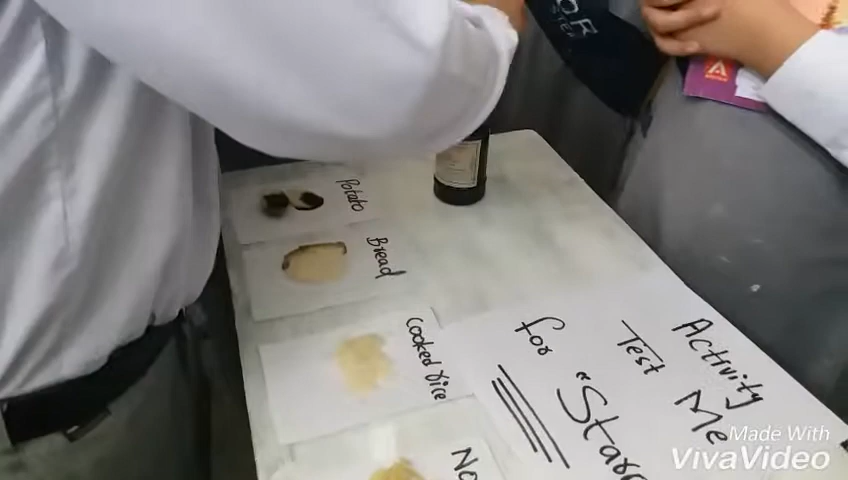 Potato
Bread
Cooked rice
Activity
Test Me
for "Starc
Made With
VivaVideo